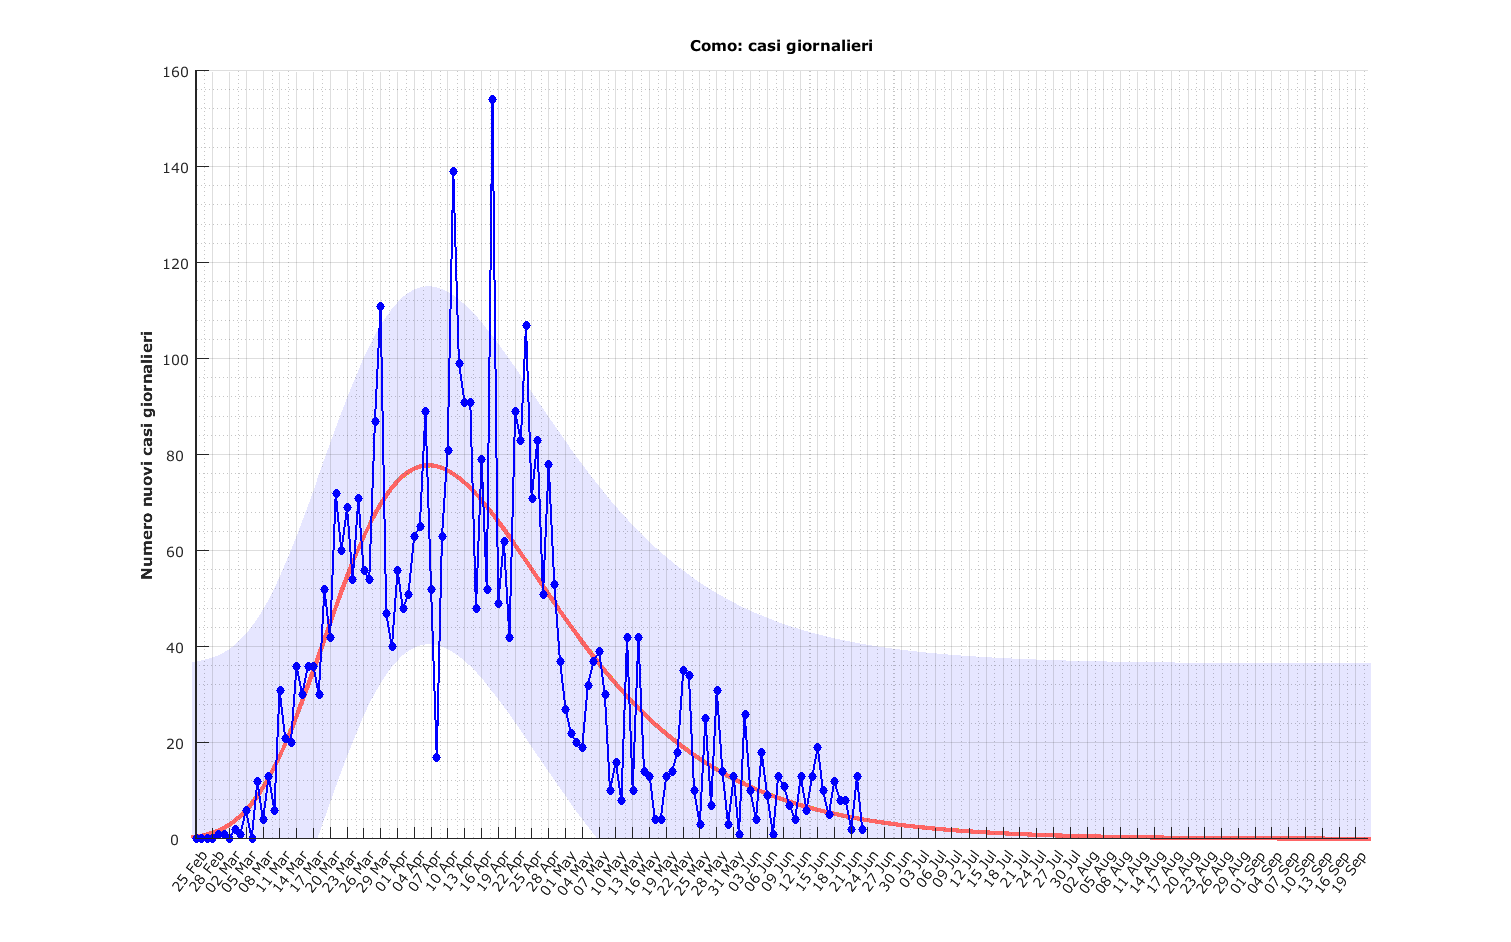 Como: casi giornalieri
Numero nuovi casi giornalieri
160
140
120
100
80
60
40
20
0
25 Feb
28 Feb
02 Mar
05 Mar
08 Mar
11 Mar
14 Mar
17 Mar
20 Mar
23 Mar
26 Mar
29 Mar
01 Apr
04 Apr
07 Apr
10 Apr
13 Apr
16 Apr
19 Apr
22 Apr
25 Apr
28 Apr
01 May
04 May
07 May
10 May
13 May
16 May
19 May
22 May
25 May
28 May
31 May
03 Jun
06 Jun
09 Jun
12 Jun
15 Jun
18 Jun
21 Jun
24 Jun
27 Jun
30 Jun
03 Jul
06 Jul
09 Jul
12 Jul
15 Jul
18 Jul
21 Jul
24 Jul
27 Jul
30 Jul
02 Aug
05 Aug
08 Aug
11 Aug
14 Aug
17 Aug
20 Aug
23 Aug
26 Aug
29 Aug
01 Sep
04 Sep
07 Sep
10 Sep
13 Sep
16 Sep
19 Sep